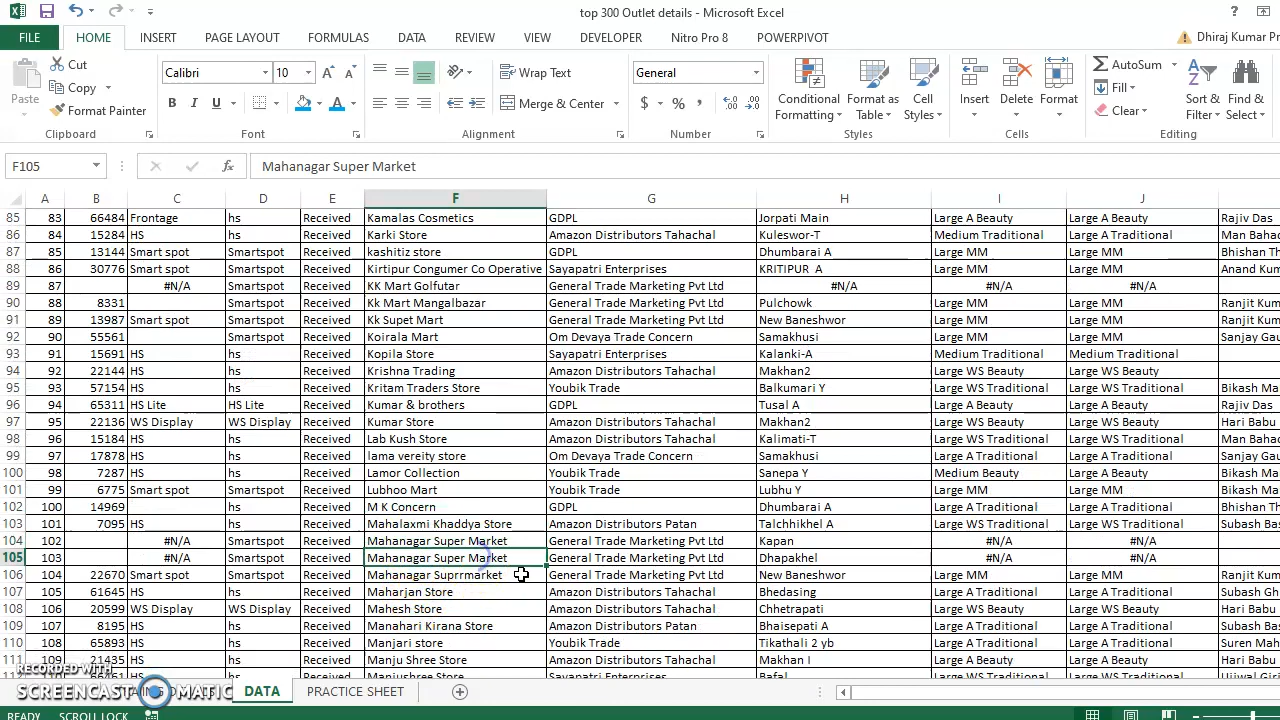 top 300 Outlet details - Microsoft Excel
?
FILE HOME INSERT PAGE LAYOUT FORMULAS DATA REVIEW VIEW DEVELOPER Nitro Pro 8 POWERPIVOT Dhiraj Kumar Pr
Paste Cut Calibri 10 Wrap Text General Conditional Formatting Format as Table Cell Styles Insert Delete Format AutoSum Sort & Filter Find & Select
Copy Fill
Format Painter B I U A Merge & Center $ % , Clear
Clipboard Font Alignment Number Styles Cells Editing
F105 fx Mahanagar Super Market
A B C D E F G H I J
85 83 66484 Frontage hs Received Kamalas Cosmetics GDPL Jorpati Main Large A Beauty Large A Beauty Rajiv Das
86 84 15284 HS hs Received Karki Store Amazon Distributors Tahachal Kuleswor-T Medium Traditional Large A Traditional Man Bahad
87 85 13144 Smart spot Smartspot Received kashitiz store GDPL Dhumbarai A Large MM Large MM Bhishan Th
88 86 30776 Smart spot Smartspot Received Kirtipur Congumer Co Operative Sayapatri Enterprises KRITIPUR A Large MM Large MM Anand Kum
89 87 #N/A Smartspot Received KK Mart Golfutar General Trade Marketing Pvt Ltd #N/A #N/A #N/A
90 88 8331 Smartspot Received Kk Mart Mangalbazar General Trade Marketing Pvt Ltd Pulchowk Large MM Large MM Ranjit Kum
91 89 13987 Smart spot Smartspot Received Kk Supet Mart General Trade Marketing Pvt Ltd New Baneshwor Large MM Large MM Ranjit Kum
92 90 55561 Smartspot Received Koirala Mart Om Devaya Trade Concern Samakhusi Large MM Large MM Sanjay Gau
93 91 15691 HS hs Received Kopila Store Sayapatri Enterprises Kalanki-A Medium Traditional Medium Traditional
94 92 22144 HS hs Received Krishna Trading Amazon Distributors Tahachal Makhan2 Large WS Beauty Large WS Beauty
95 93 57154 HS hs Received Kritam Traders Store Youbik Trade Balkumari Y Large WS Traditional Large WS Traditional Bikash Ma
96 94 65311 HS Lite HS Lite Received Kumar & brothers GDPL Tusal A Large A Beauty Large A Beauty Rajiv Das
97 95 22136 WS Display WS Display Received Kumar Store Amazon Distributors Tahachal Makhan2 Large WS Beauty Large WS Beauty Hari Babu
98 96 15184 HS hs Received Lab Kush Store Amazon Distributors Tahachal Kalimati-T Large WS Traditional Large WS Traditional Man Bahad
99 97 17878 HS hs Received lama vereity store Om Devaya Trade Concern Samakhusi Large A Traditional Large A Traditional Sanjay Gau
100 98 7287 HS hs Received Lamor Collection Youbik Trade Sanepa Y Medium Beauty Large A Beauty Bikash Ma
101 99 6775 Smart spot Smartspot Received Lubhoo Mart Youbik Trade Lubhu Y Large MM Large MM Bikash Ma
102 100 14969 hs Received M K Concern GDPL Dhumbarai A Large A Traditional Large A Traditional Bhishan Th
103 101 7095 HS hs Received Mahalaxmi Khaddya Store Amazon Distributors Patan Talchhikhel A Large WS Traditional Large WS Traditional Subash Bas
104 102 #N/A Smartspot Received Mahanagar Super Market General Trade Marketing Pvt Ltd Kapan #N/A #N/A
105 103 #N/A Smartspot Received Mahanagar Super Market General Trade Marketing Pvt Ltd Dhapakhel #N/A #N/A
106 104 22670 Smart spot Smartspot Received Mahanagar Suprrmarket General Trade Marketing Pvt Ltd New Baneshwor Large MM Large MM Ranjit Kum
107 105 61645 HS hs Received Maharjan Store Amazon Distributors Tahachal Bhedasing Large A Traditional Large A Traditional Subash Gh
108 106 20599 WS Display WS Display Received Mahesh Store Amazon Distributors Tahachal Chhetrapati Large WS Beauty Large WS Beauty Hari Babu
109 107 8195 HS hs Received Manahari Kirana Store Amazon Distributors Patan Bhaisepati A Large A Traditional Large A Traditional Subash Bas
110 108 65893 HS hs Received Manjari store Youbik Trade Tikathali 2 yb Large A Traditional Large A Traditional Suren Mah
111 109 21435 HS hs Received Manju Shree Store Amazon Distributors Tahachal Makhan I Large A Beauty Large A Beauty Hari Babu
RECORDED WITH
SCREENCAST MATIC DATA PRACTICE SHEET
READY SCROLL LOCK